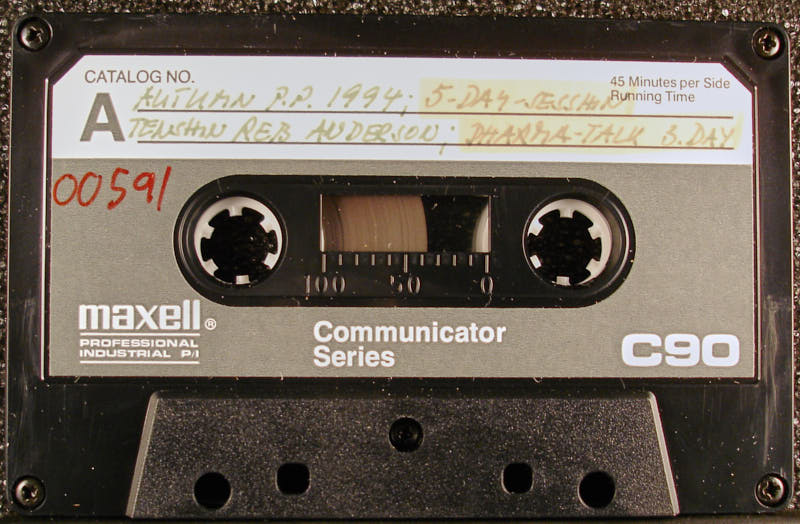 CATALOG NO.
45 Minutes per Side
Running Time
A
AUTUMN P.P. 1994; 5-DAY-SESSHIN
TENSHIN REB ANDERSON; DHARMA-TALK 3. DAY
00591
100 50 0
maxell®
PROFESSIONAL
INDUSTRIAL P/I
Communicator
Series
C90